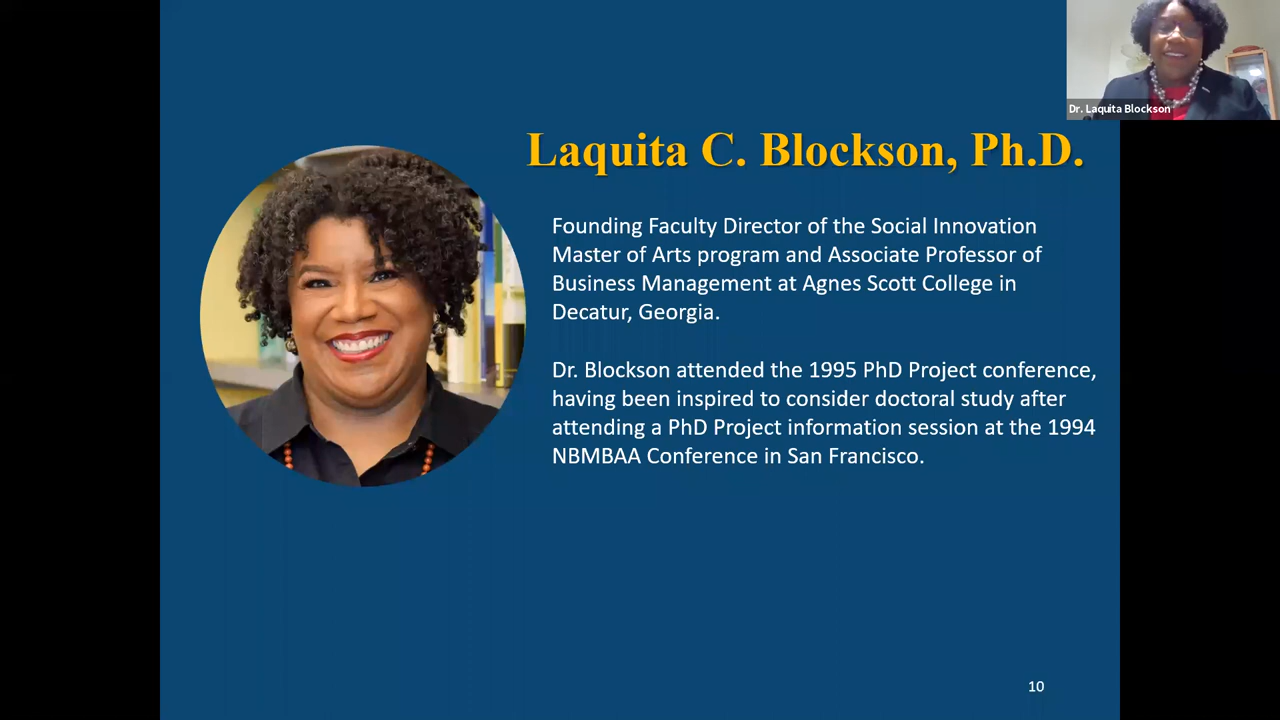 Dr. Laquita Blockson
Laquita C. Blockson, Ph.D.
Founding Faculty Director of the Social Innovation
Master of Arts program and Associate Professor of
Business Management at Agnes Scott College in
Decatur, Georgia.
Dr. Blockson attended the 1995 PhD Project conference,
having been inspired to consider doctoral study after
attending a PhD Project information session at the 1994
NBMBAA Conference in San Francisco.
10